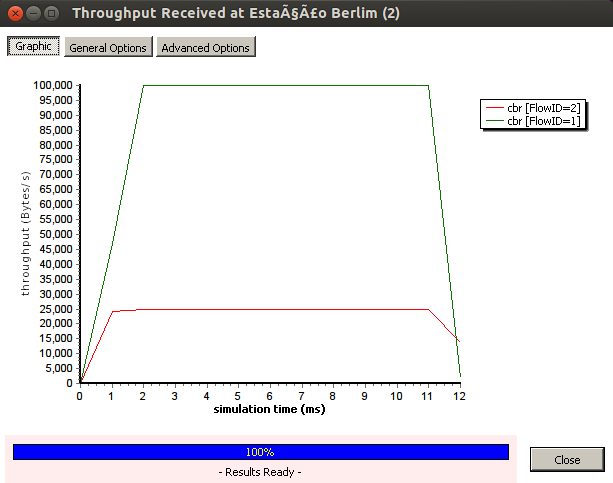 Throughput Received at EstaÃ§Ã£o Berlim (2)
Graphic
General Options
Advanced Options
100,000
95,000
90,000
85,000
80,000
75,000
70,000
65,000
60,000
55,000
50,000
45,000
40,000
35,000
30,000
25,000
20,000
15,000
10,000
5,000
0
throughput (Bytes/s)
0 1 2 3 4 5 6 7 8 9 10 11 12
simulation time (ms)
cbr [FlowID=2]
cbr [FlowID=1]
100%
- Results Ready -
Close